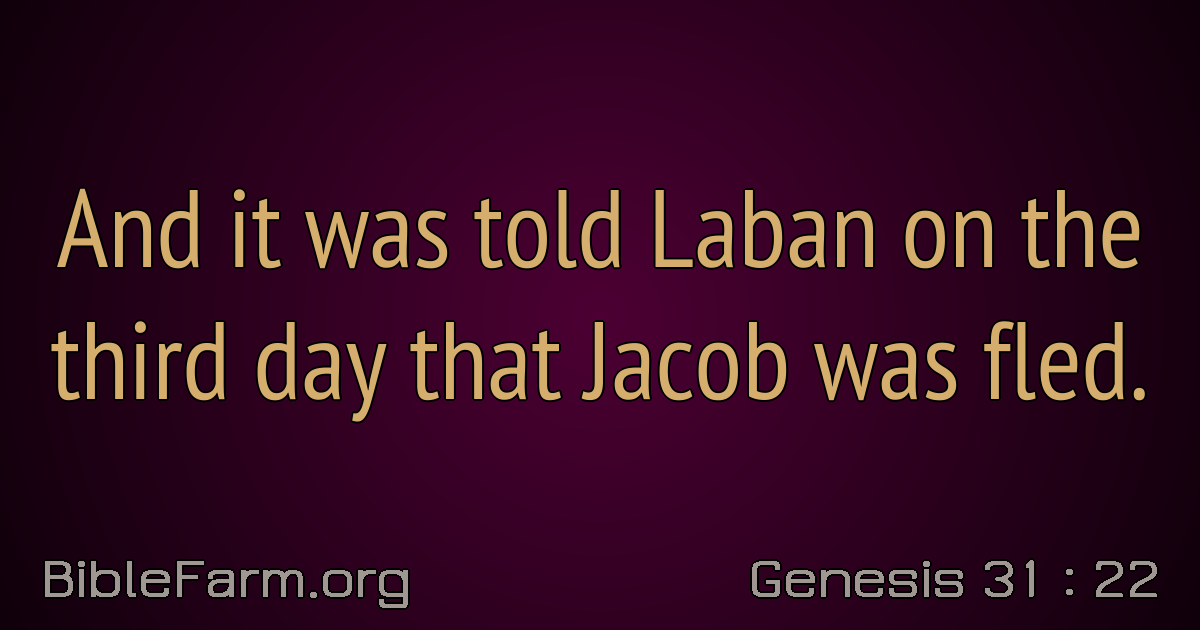 And it was told Laban on the
third day that Jacob was fled.
BibleFarm.org
Genesis 31 : 22